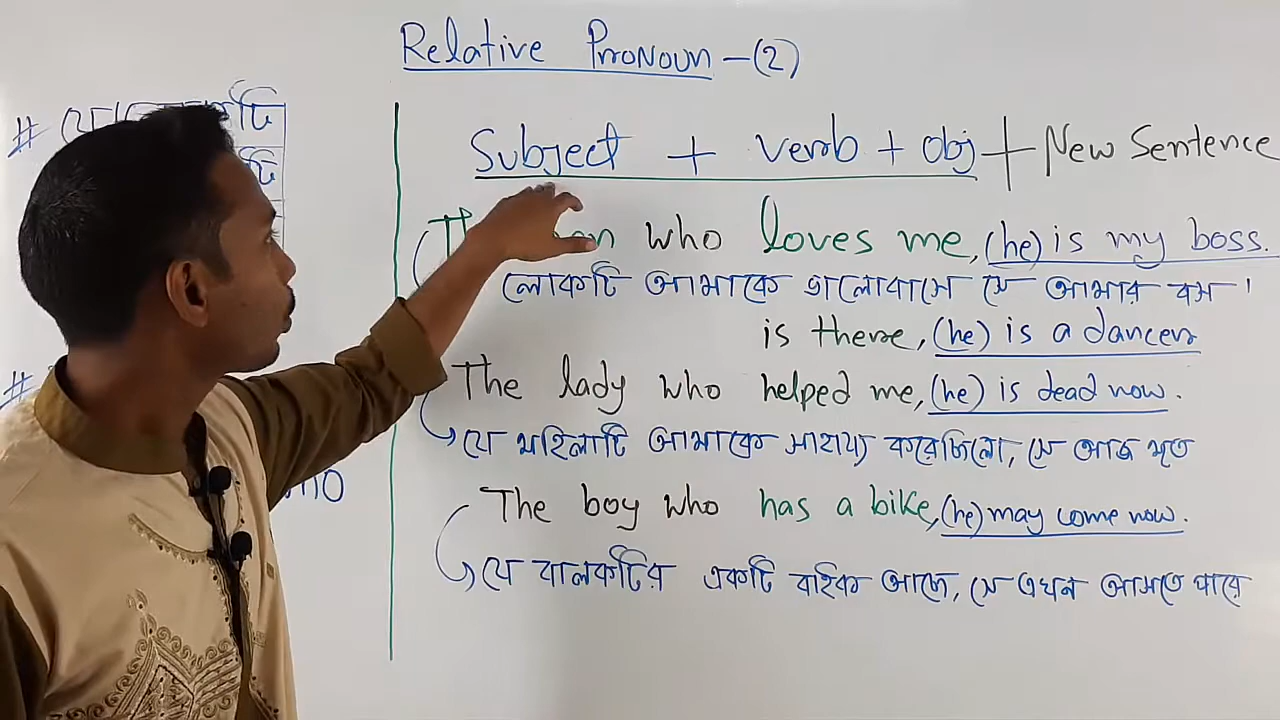 Relative Pronoun - (2)
Subject + verb + obj + New Sentence
who loves me, (he) is my boss.
লোকটি আমাকে ভালোবাসে সে আমার বস।
is there, (he) is a dancer
The lady who helped me, (he) is dead now.
যে মহিলাটি আমাকে সাহায্য করেছিলো, সে আজ মৃত
The boy who has a bike, (he) may come now.
যে বালকটির একটি বাইক আছে, সে এখন আসতে পারে
#
#